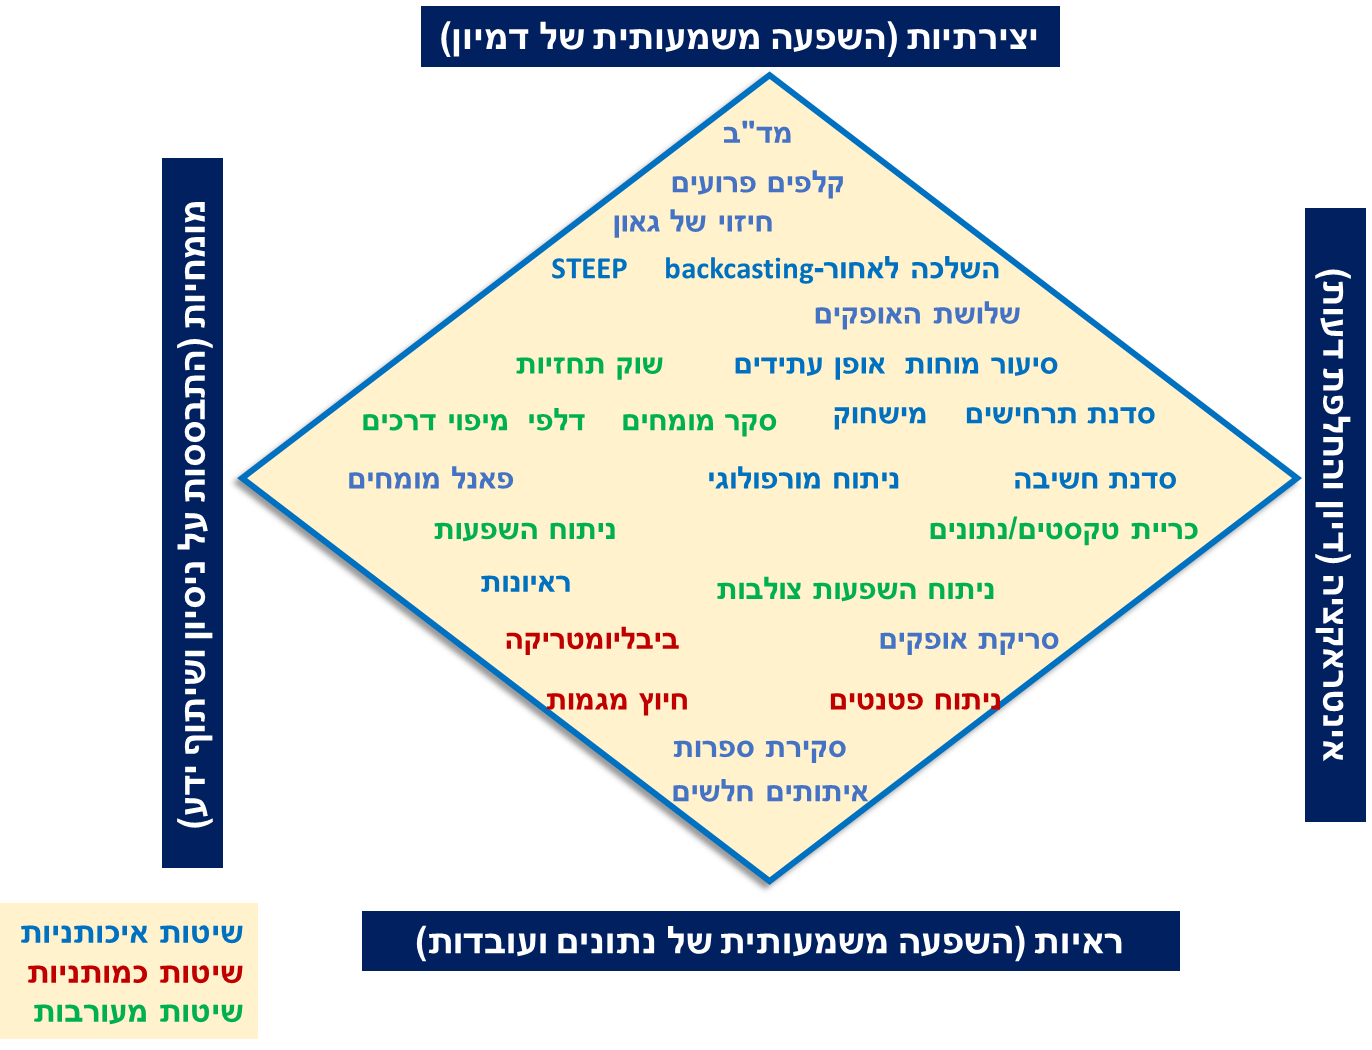 יצירתיות (השפעה משמעותית של דמיון)
מומחיות (התבססות על ניסיון ושיתוף ידע)
אינטראקציה (דיון והחלפת דעות)
מד"ב
קלפים פרועים
חיזוי של גאון
השלכה לאחור-backcasting STEEP
שלושת האופקים
סיעור מוחות אופן עתידים שוק תחזיות
סדנת תרחישים מישחוק סקר מומחים דלפי מיפוי דרכים
סדנת חשיבה ניתוח מורפולוגי פאנל מומחים
כריית טקסטים/נתונים ניתוח השפעות
ניתוח השפעות צולבות ראיונות
סריקת אופקים ביבליומטריקה
ניתוח פטנטים חיוץ מגמות
סקירת ספרות
איתותים חלשים
ראיות (השפעה משמעותית של נתונים ועובדות)
שיטות איכותניות
שיטות כמותניות
שיטות מעורבות